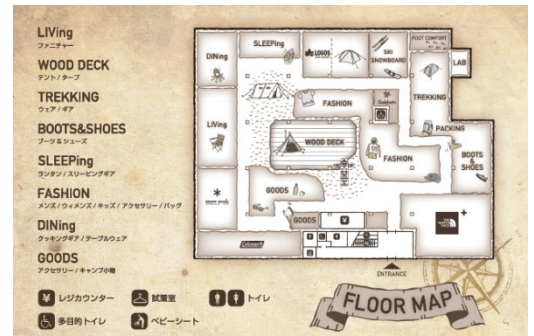 LIVing
ファニチャー
WOOD DECK
テント / タープ
TREKKING
ウェア / ギア
BOOTS&SHOES
ブーツ & シューズ
SLEEPing
ランタン / スリーピングギア
FASHION
メンズ / ウィメンズ / キッズ / アクセサリー / バッグ
DINing
クッキングギア / テーブルウェア
GOODS
アクセサリー / キャンプ小物
¥ レジカウンター
試着室
トイレ
多目的トイレ
ベビーシート
DINing
SLEEPing
LOGOS
SKI
SNOWBOARD
FOOT COMFORT
LAB
TREKKING
FASHION
Goldwin
LIVing
WOOD DECK
PACKING
FASHION
BOOTS
&
SHOES
GOODS
GOODS
¥
Coleman
THE
NORTH
FACE
ENTRANCE
FLOOR MAP